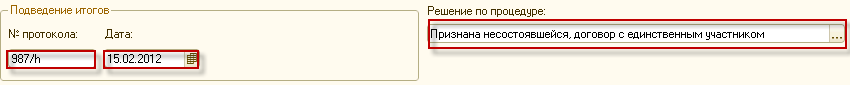 Подведение итогов
№ протокола: Дата:
987/h 15.02.2012
Решение по процедуре:
Признана несостоявшейся, договор с единственным участником ...